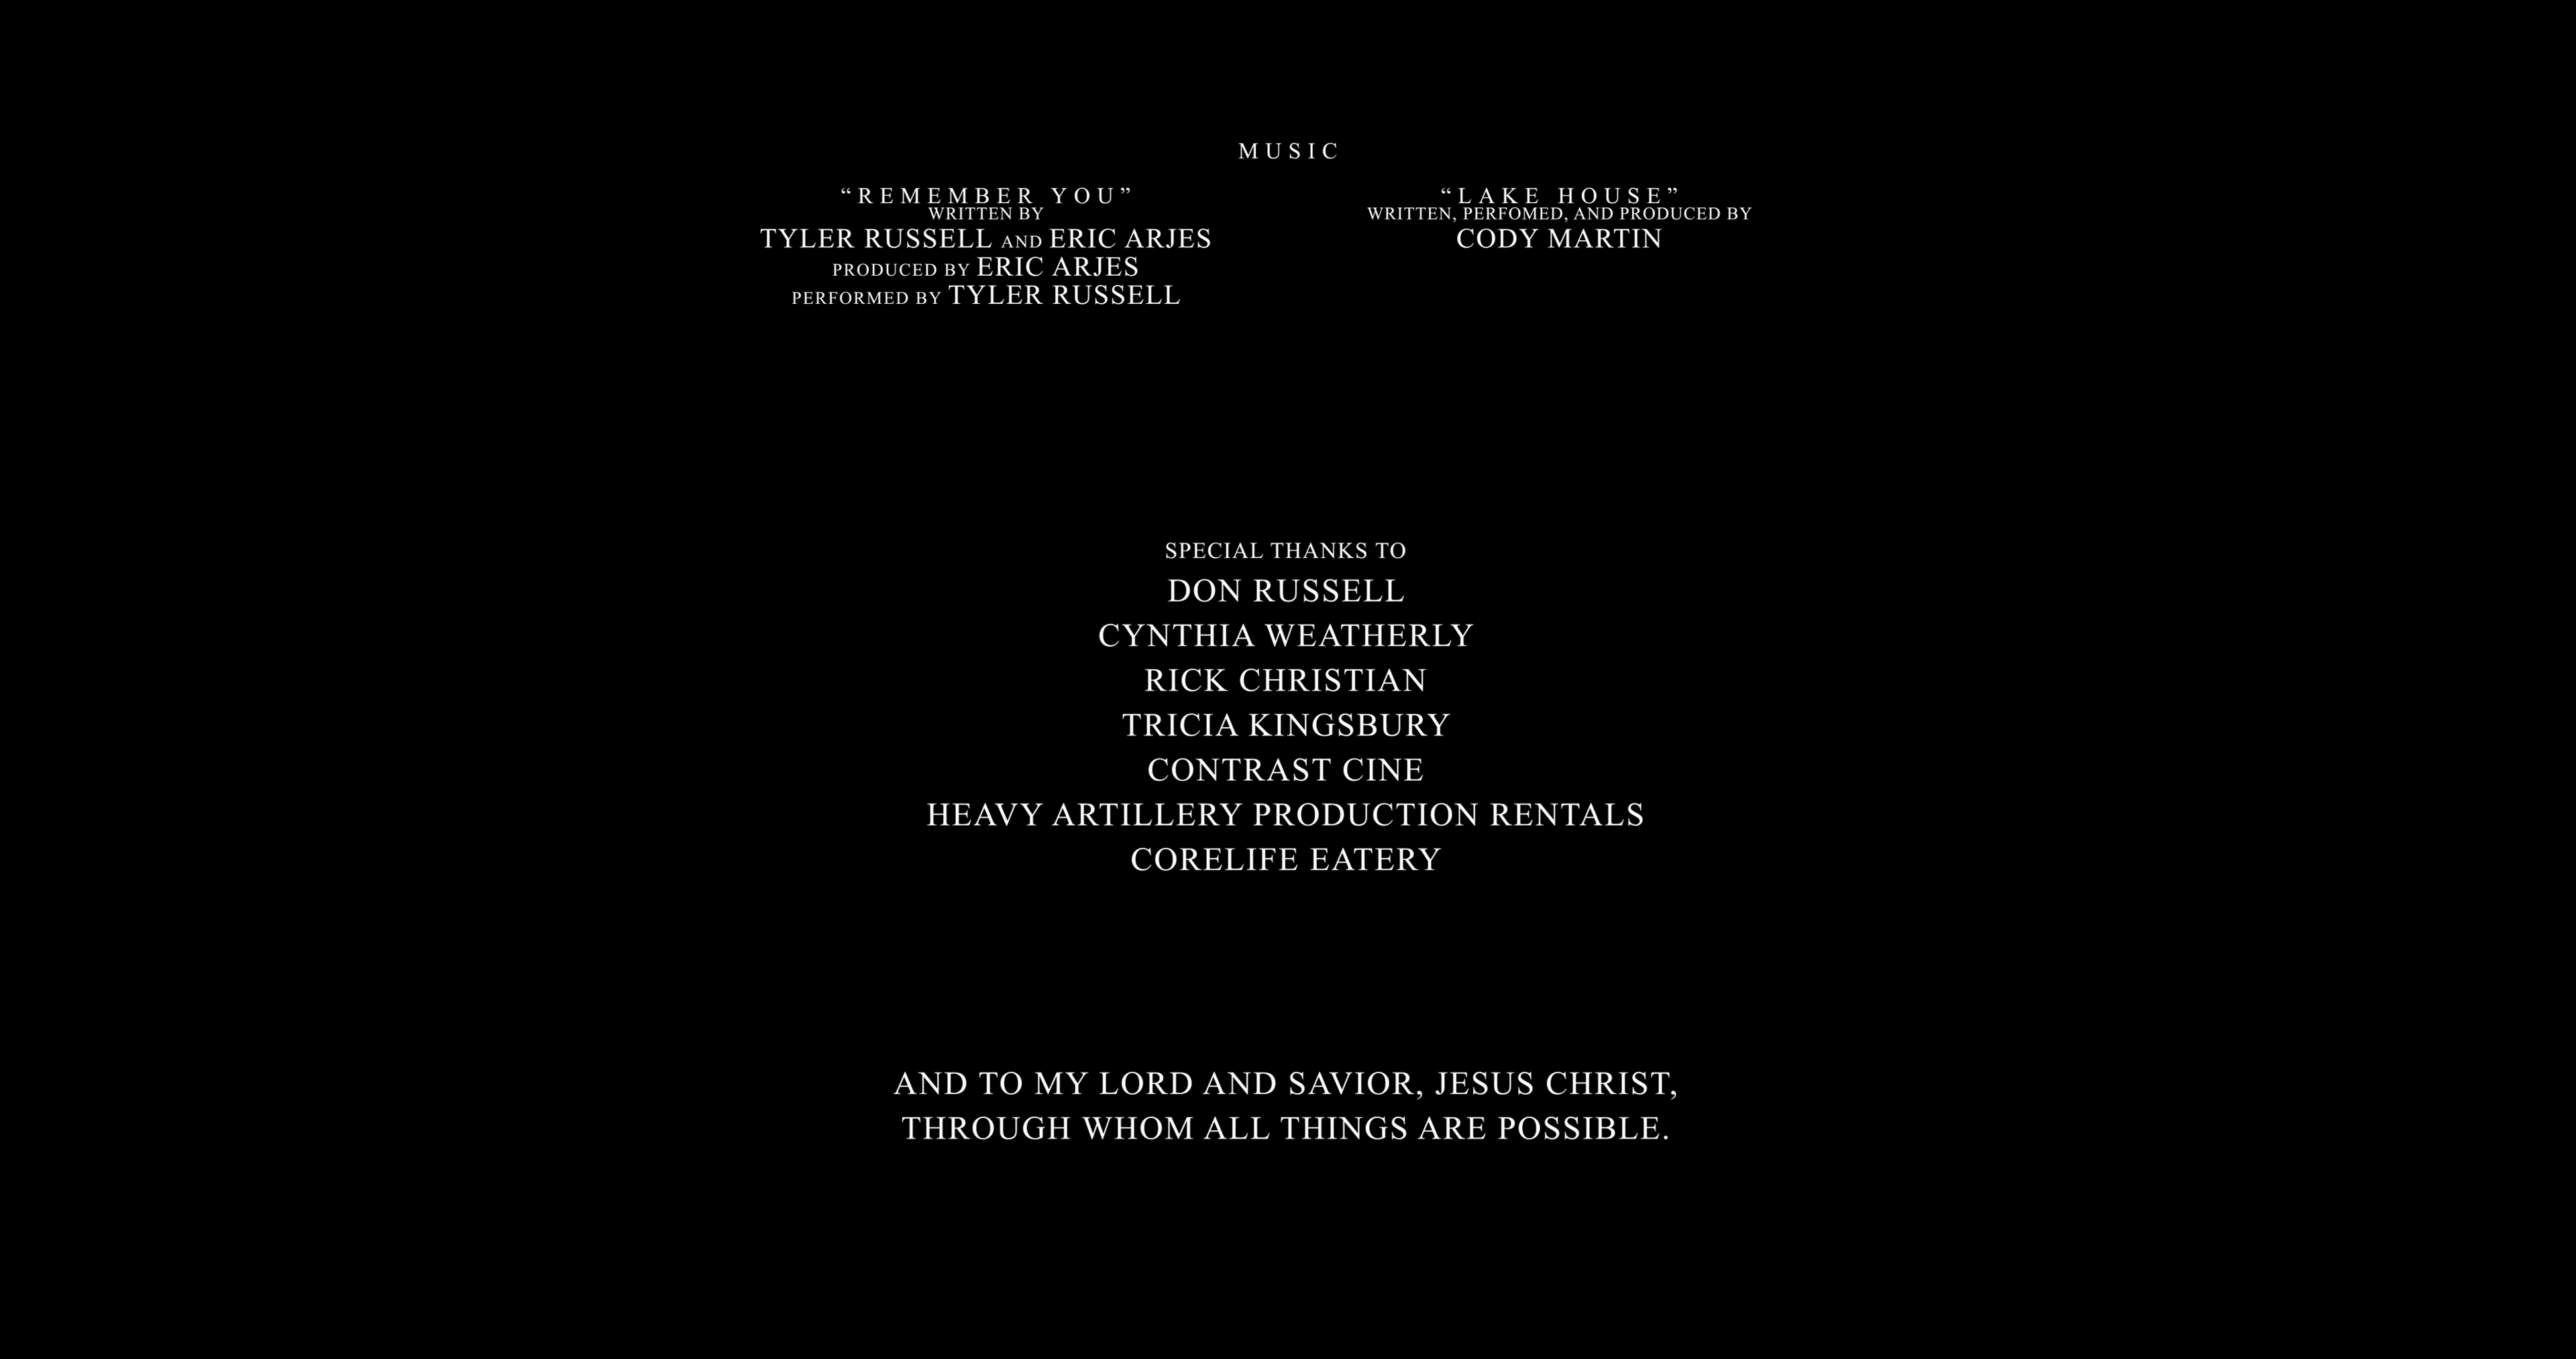 MUSIC
“REMEMBER YOU”
WRITTEN BY
TYLER RUSSELL AND ERIC ARJES
PRODUCED BY ERIC ARJES
PERFORMED BY TYLER RUSSELL
“LAKE HOUSE”
WRITTEN, PERFOMED, AND PRODUCED BY
CODY MARTIN
SPECIAL THANKS TO
DON RUSSELL
CYNTHIA WEATHERLY
RICK CHRISTIAN
TRICIA KINGSBURY
CONTRAST CINE
HEAVY ARTILLERY PRODUCTION RENTALS
CORELIFE EATERY
AND TO MY LORD AND SAVIOR, JESUS CHRIST,
THROUGH WHOM ALL THINGS ARE POSSIBLE.